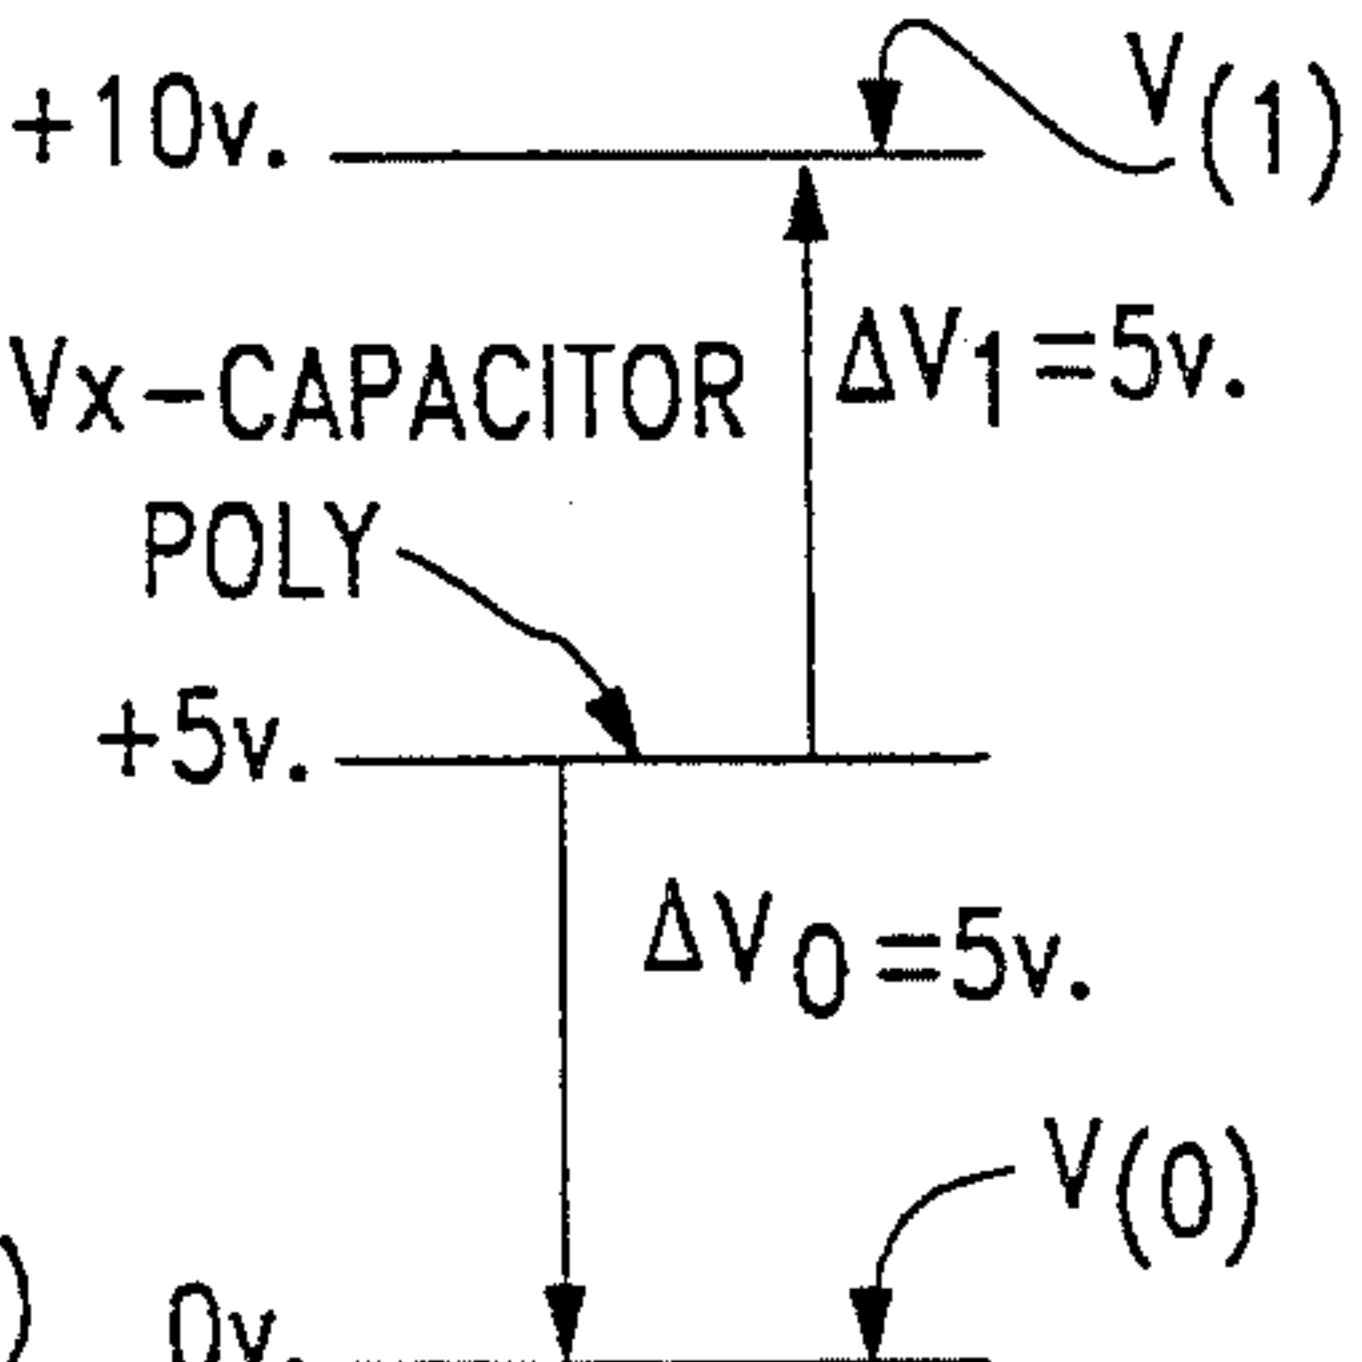 +10v.
V(1)
Vx-CAPACITOR
POLY
ΔV1=5v.
+5v.
ΔV0=5v.
V(0)
)
0v.